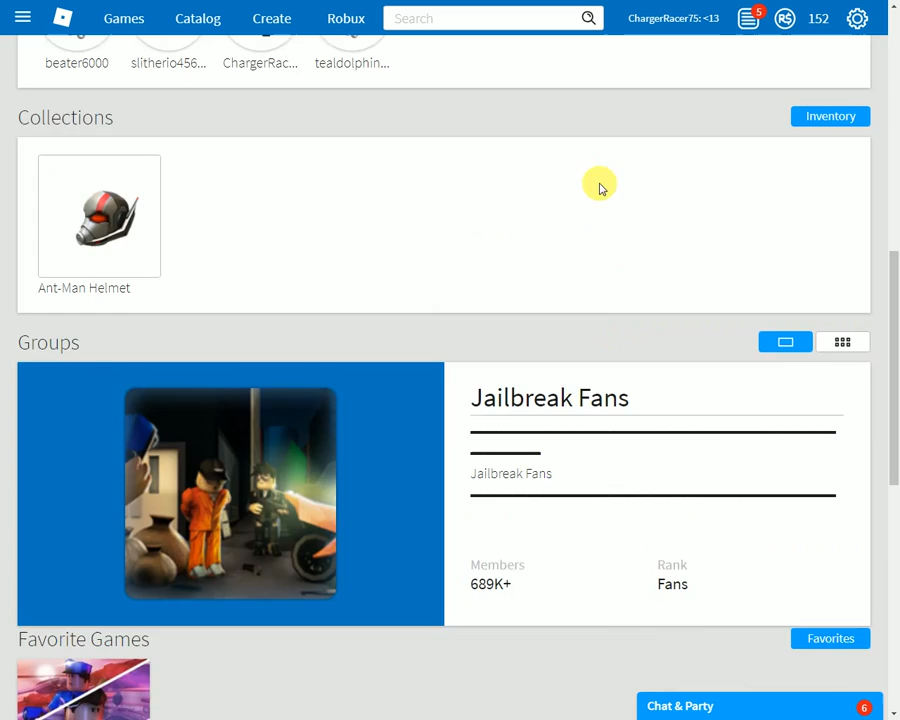 Games Catalog Create Robux Search ChargerRacer75: <13 5 152
beater6000 slitherio456... ChargerRac... tealdolphin...
Collections Inventory
Ant-Man Helmet
Groups
Jailbreak Fans
Jailbreak Fans
Members Rank
689K+ Fans
Favorite Games Favorites
Chat & Party 6